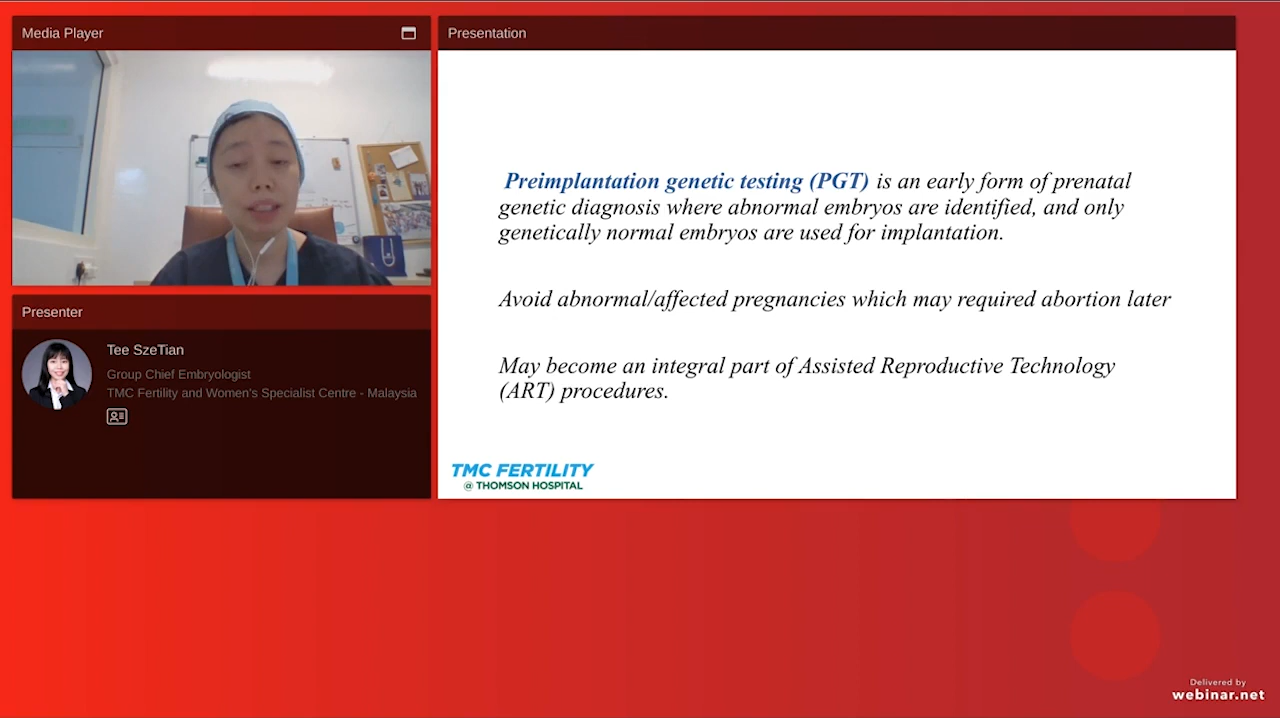 Media Player
Presenter
Tee SzeTian
Group Chief Embryologist
TMC Fertility and Women's Specialist Centre - Malaysia
Presentation
Preimplantation genetic testing (PGT) is an early form of prenatal
genetic diagnosis where abnormal embryos are identified, and only
genetically normal embryos are used for implantation.
Avoid abnormal/affected pregnancies which may required abortion later
May become an integral part of Assisted Reproductive Technology
(ART) procedures.
TMC FERTILITY
@ THOMSON HOSPITAL
Delivered by
webinar.net